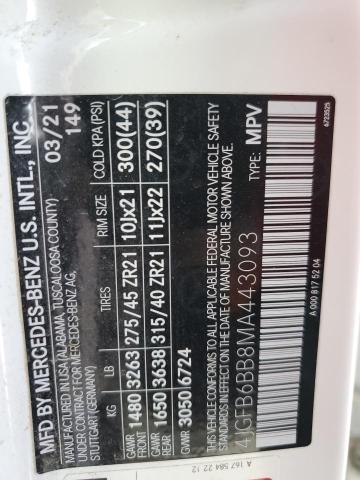 MFD BY MERCEDES-BENZ U.S. INTL., INC.
MANUFACTURED IN USA (ALABAMA, TUSCALOOSA COUNTY) 03/21
UNDER CONTRACT OF MERCEDES-BENZ AG, 149
STUTTGART (GERMANY)
KG LB TIRES RIM SIZE COLD KPA (PSI)
GAWR FRONT 1480 3263 275/45 ZR21 10Jx21 300(44)
GAWR REAR 1650 3638 315/40 ZR21 11Jx22 270(39)
GVWR 3050 6724
THIS VEHICLE CONFORMS TO ALL APPLICABLE FEDERAL MOTOR VEHICLE SAFETY
STANDARDS IN EFFECT ON THE DATE OF MANUFACTURE SHOWN ABOVE.
4JGFB6BB8MA443093 TYPE: MPV
A 000 817 52 04
6723525
A 167 584 22 12